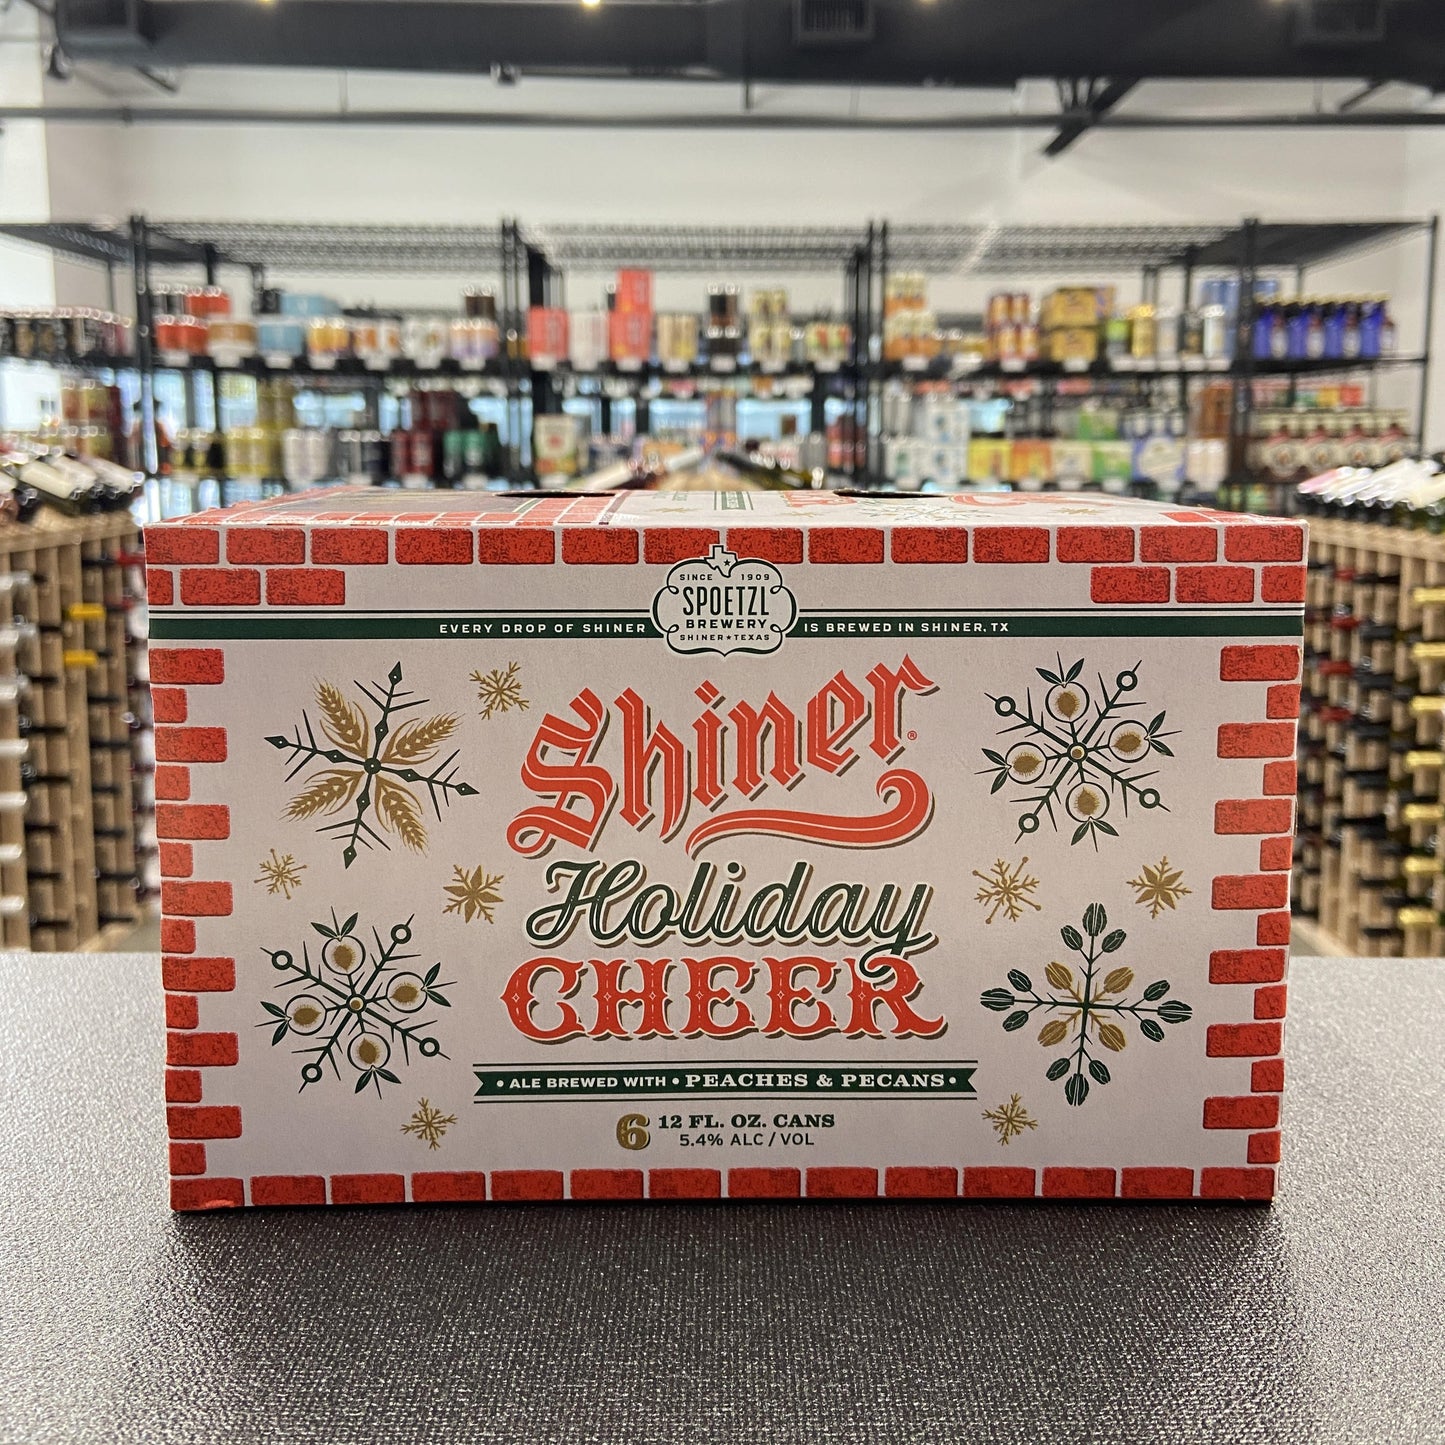 SINCE 1909
SPOETZL
BREWERY
SHINER★TEXAS
EVERY DROP OF SHINER IS BREWED IN SHINER, TX
Shiner®
Holiday
CHEER
• ALE BREWED WITH • PEACHES & PECANS •
6 12 FL. OZ. CANS
5.4% ALC / VOL